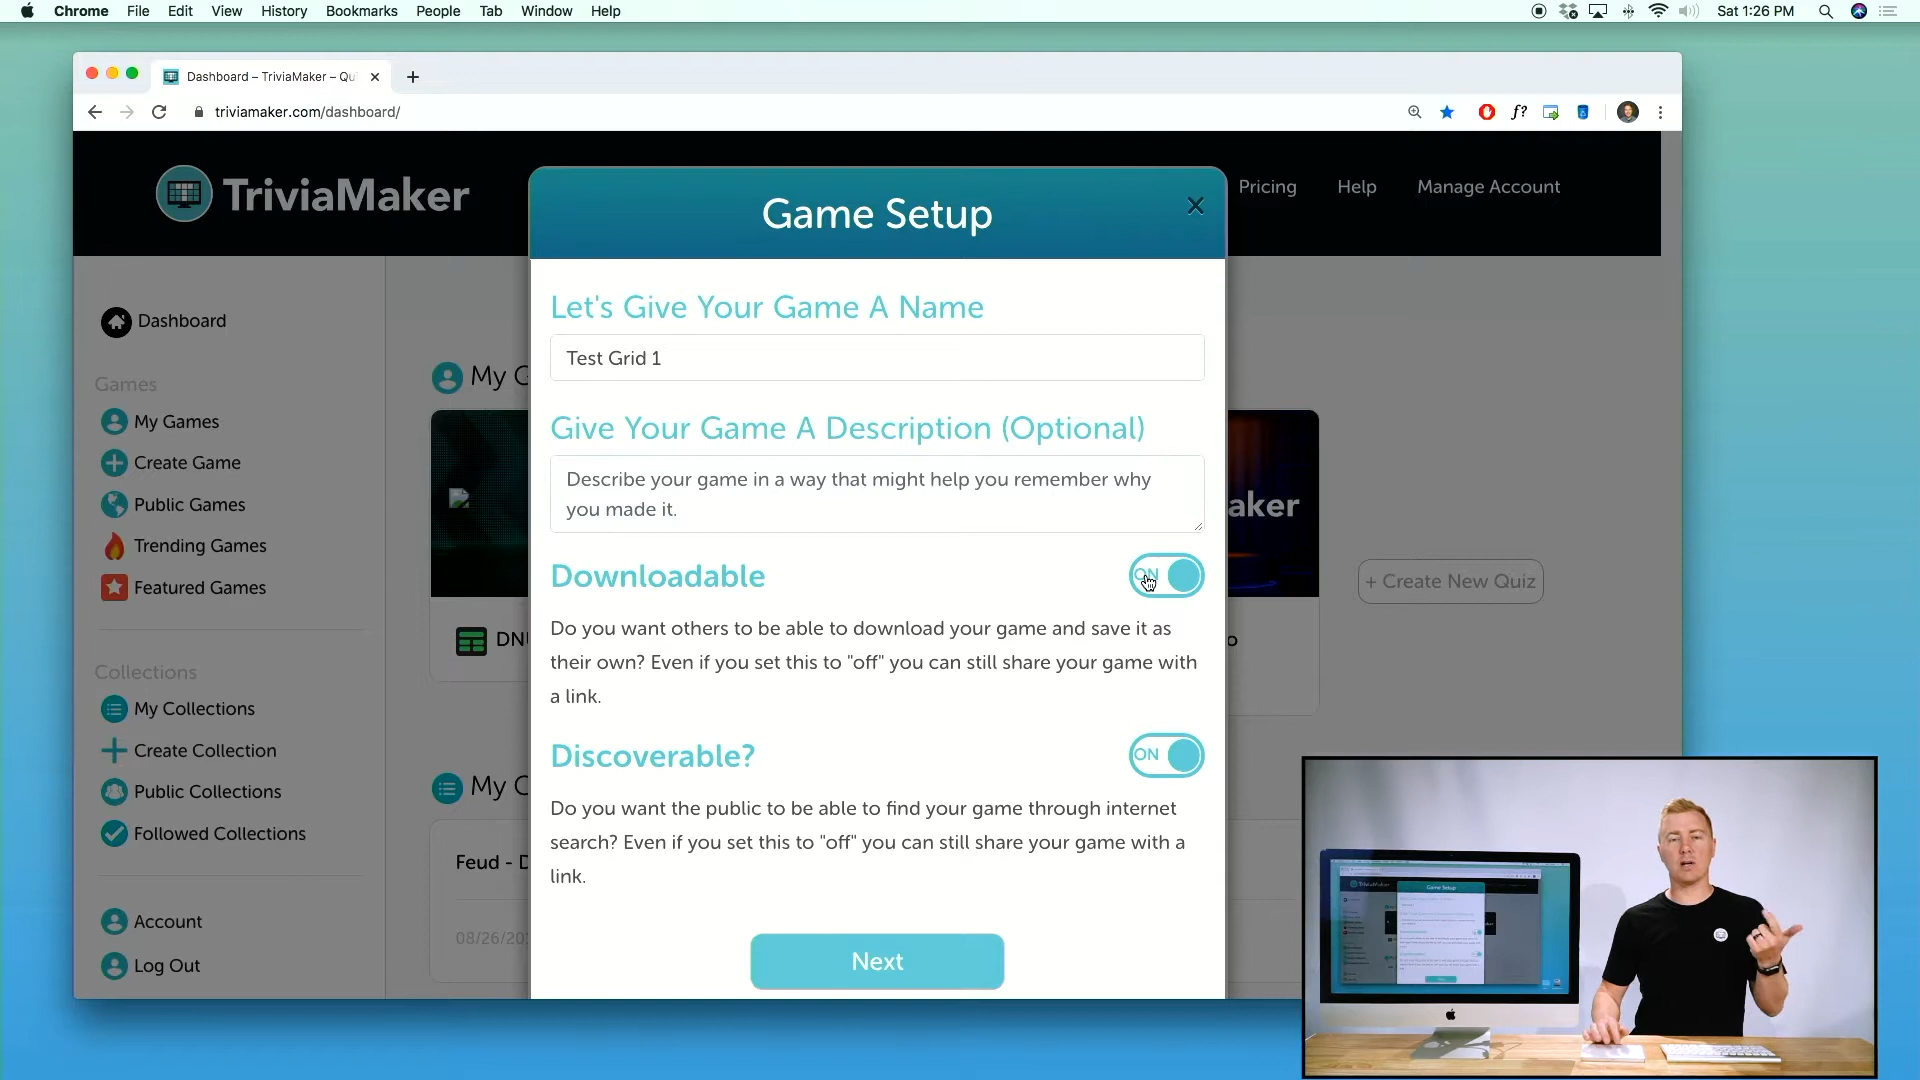 Chrome File Edit View History Bookmarks People Tab Window Help
Sat 1:26 PM
Dashboard – TriviaMaker – Qu
triviamaker.com/dashboard/
f?
TriviaMaker
Pricing Help Manage Account
Game Setup
Dashboard
Games
My Games
Create Game
Public Games
Trending Games
Featured Games
Collections
My Collections
Create Collection
Public Collections
Followed Collections
Account
Log Out
My G
aker
DN
o
+ Create New Quiz
My C
Feud - D
08/26/20
Let's Give Your Game A Name
Test Grid 1
Give Your Game A Description (Optional)
Describe your game in a way that might help you remember why
you made it.
Downloadable
ON
Do you want others to be able to download your game and save it as
their own? Even if you set this to "off" you can still share your game with
a link.
Discoverable?
ON
Do you want the public to be able to find your game through internet
search? Even if you set this to "off" you can still share your game with a
link.
Next
TriviaMaker
Game Setup